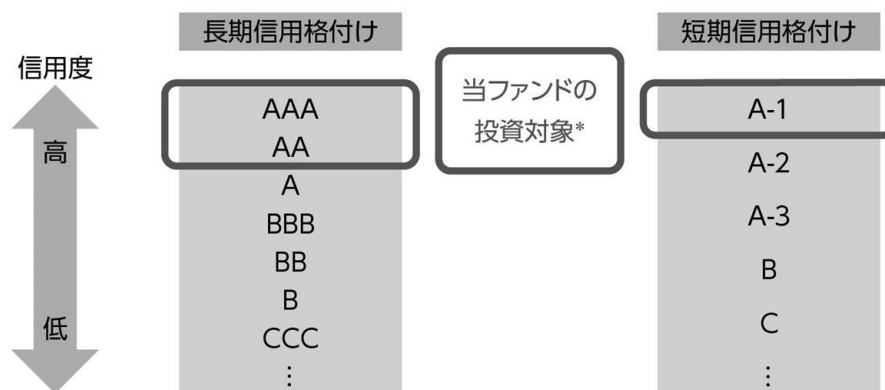 長期信用格付け
短期信用格付け
信用度
高
低
AAA
AA
A
BBB
BB
B
CCC
⋮
当ファンドの
投資対象*
A-1
A-2
A-3
B
C
⋮